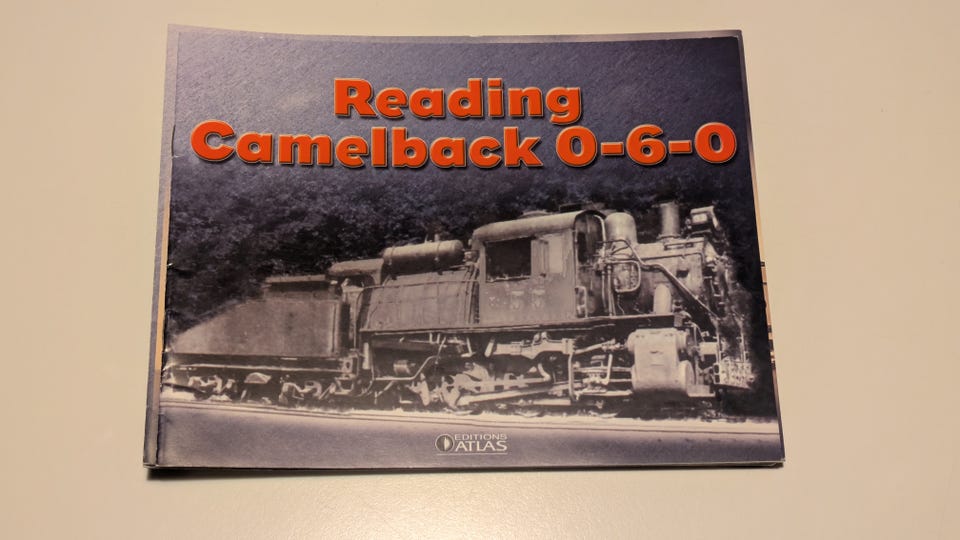 Reading
Camelback 0-6-0
EDITIONS
ATLAS